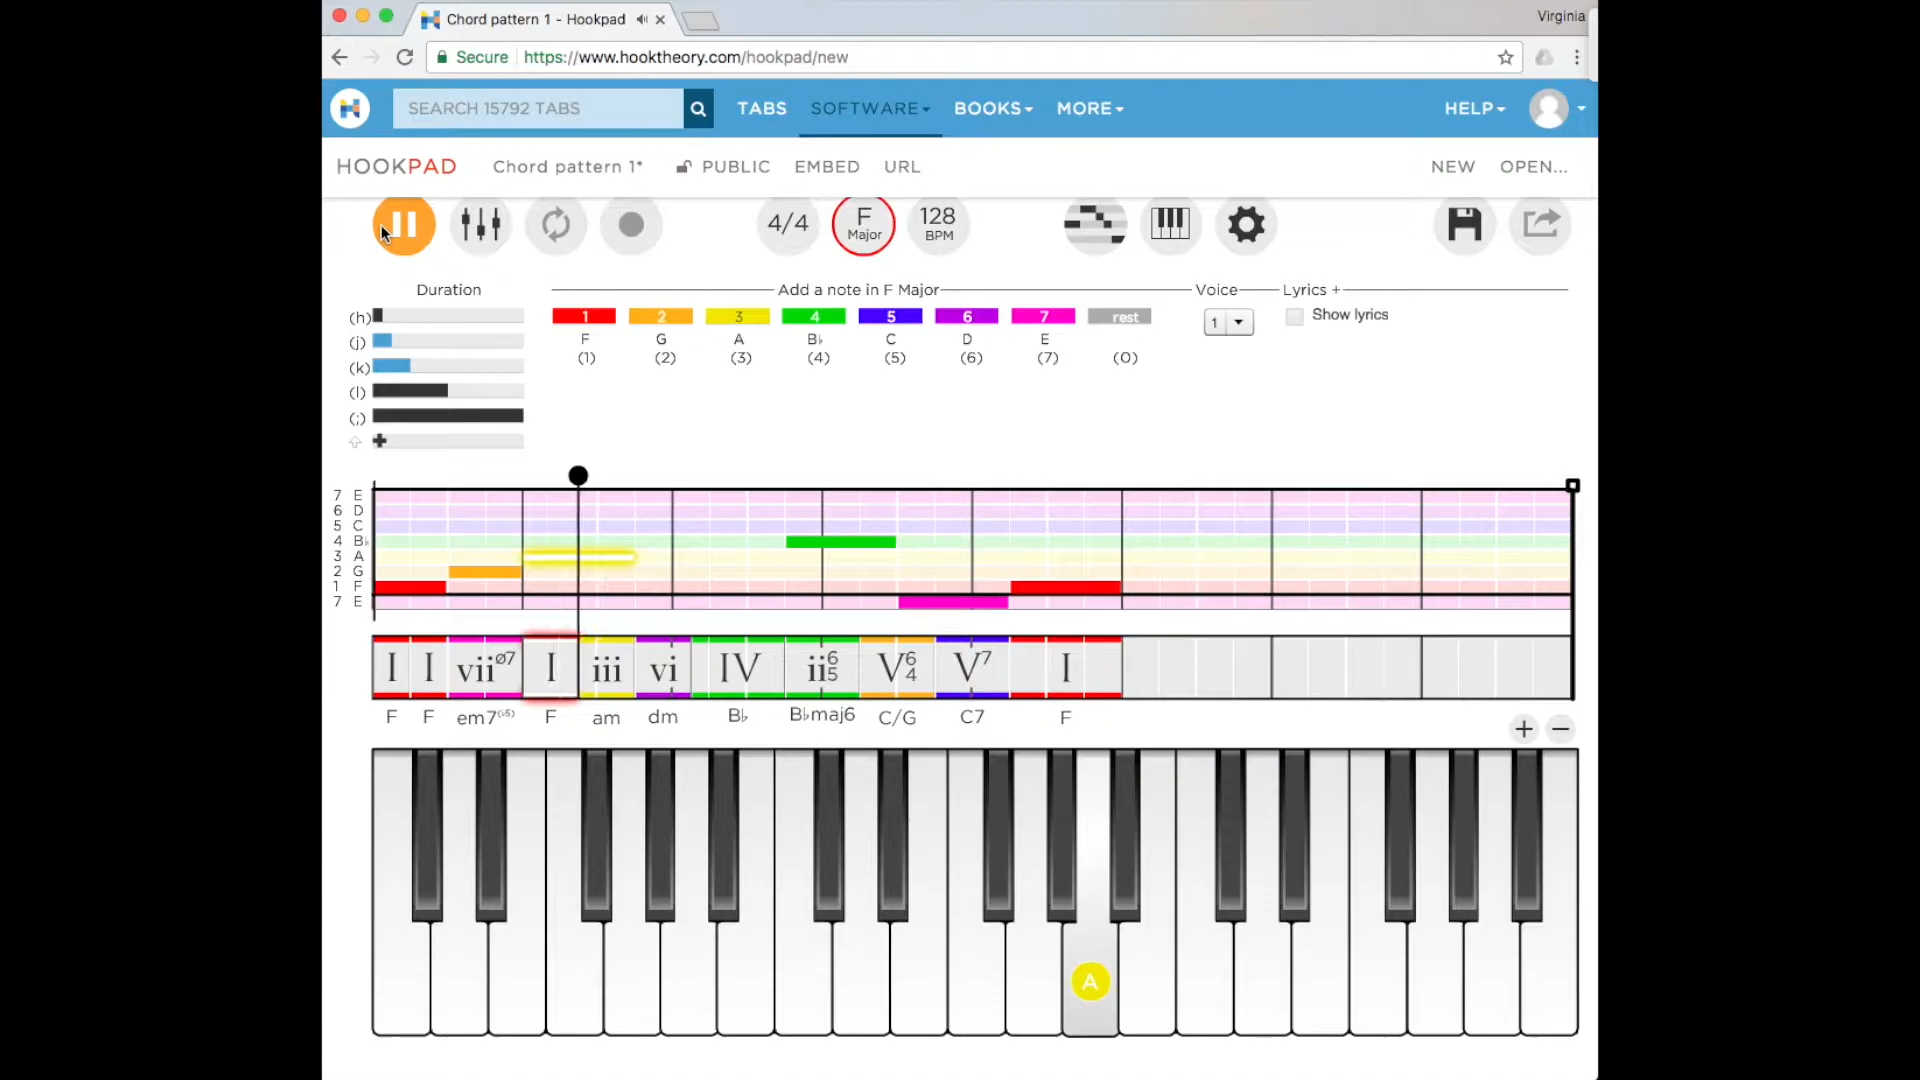 Chord pattern 1 - Hookpad
Virginia
Secure https://www.hooktheory.com/hookpad/new
SEARCH 15792 TABS TABS SOFTWARE BOOKS MORE HELP
HOOKPAD Chord pattern 1* PUBLIC EMBED URL NEW OPEN...
4/4 F Major 128 BPM
Duration Add a note in F Major Voice Lyrics +
(h) 1 2 3 4 5 6 7 rest 1 Show lyrics
(j) F G A B♭ C D E
(k) (1) (2) (3) (4) (5) (6) (7) (0)
(l)
(;)
7 E
6 D
5 C
4 B♭
3 A
2 G
1 F
7 E
I I viiø7 I iii vi IV ii65 V64 V7 I
F F em7(♭5) F am dm B♭ B♭maj6 C/G C7 F
A